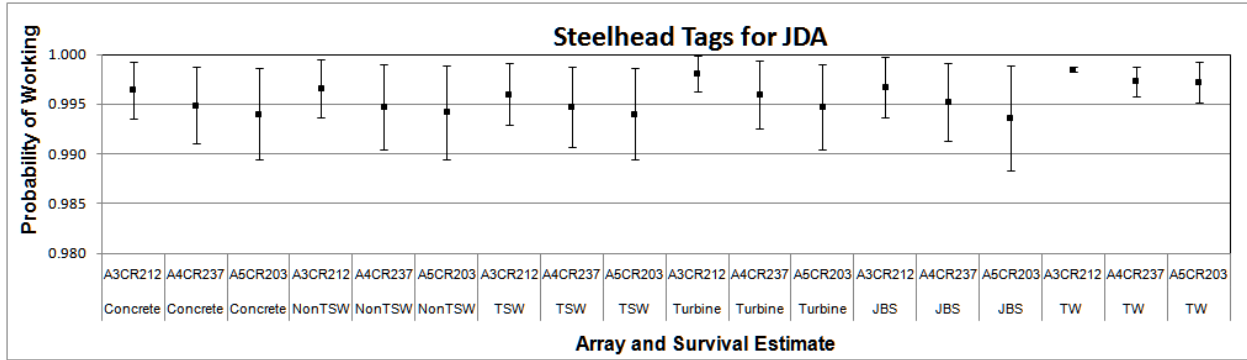 Steelhead Tags for JDA
Probability of Working
1.000
0.995
0.990
0.985
0.980
A3CR212 A4CR237 A5CR203 A3CR212 A4CR237 A5CR203 A3CR212 A4CR237 A5CR203 A3CR212 A4CR237 A5CR203 A3CR212 A4CR237 A5CR203 A3CR212 A4CR237 A5CR203
Concrete Concrete Concrete NonTSW NonTSW NonTSW TSW TSW TSW Turbine Turbine Turbine JBS JBS JBS TW TW TW
Array and Survival Estimate